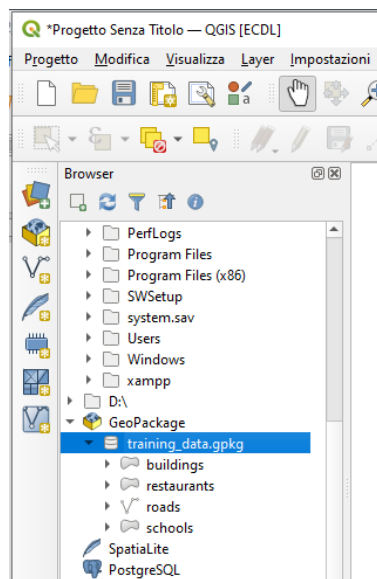 *Progetto Senza Titolo — QGIS [ECDL]
Progetto Modifica Visualizza Layer Impostazioni
Browser
PerfLogs
Program Files
Program Files (x86)
SWSetup
system.sav
Users
Windows
xampp
D:\
GeoPackage
training_data.gpkg
buildings
restaurants
roads
schools
SpatiaLite
PostgreSQL